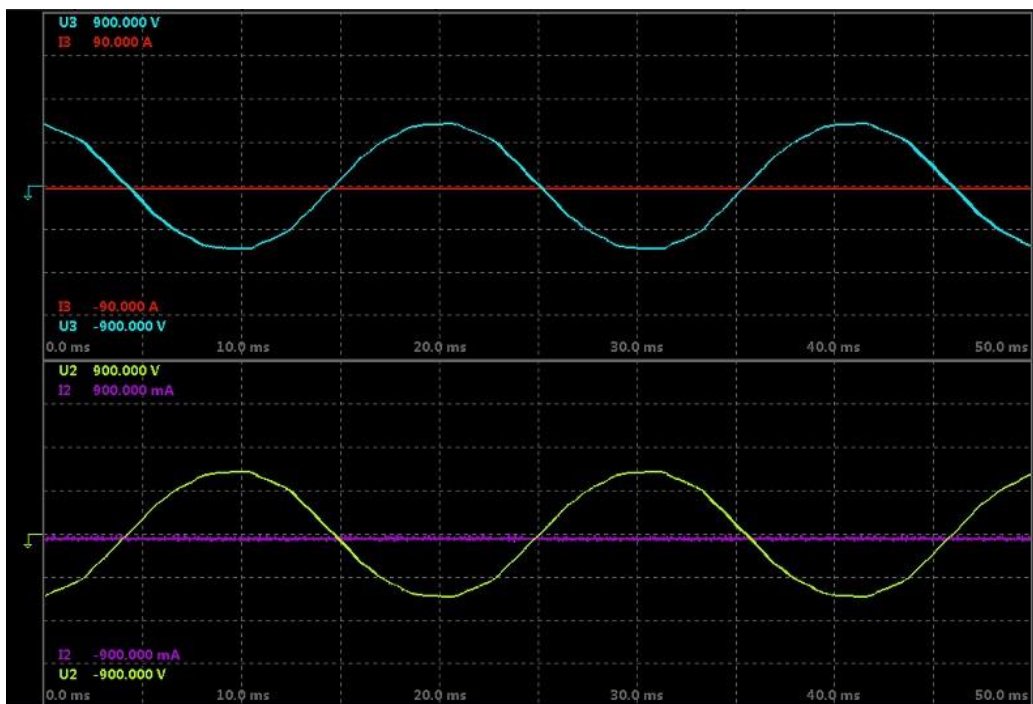 U3 900.000 V
I3 90.000 A
I3 -90.000 A
U3 -900.000 V
0.0 ms 10.0 ms 20.0 ms 30.0 ms 40.0 ms 50.0 ms
U2 900.000 V
I2 900.000 mA
I2 -900.000 mA
U2 -900.000 V
0.0 ms 10.0 ms 20.0 ms 30.0 ms 40.0 ms 50.0 ms